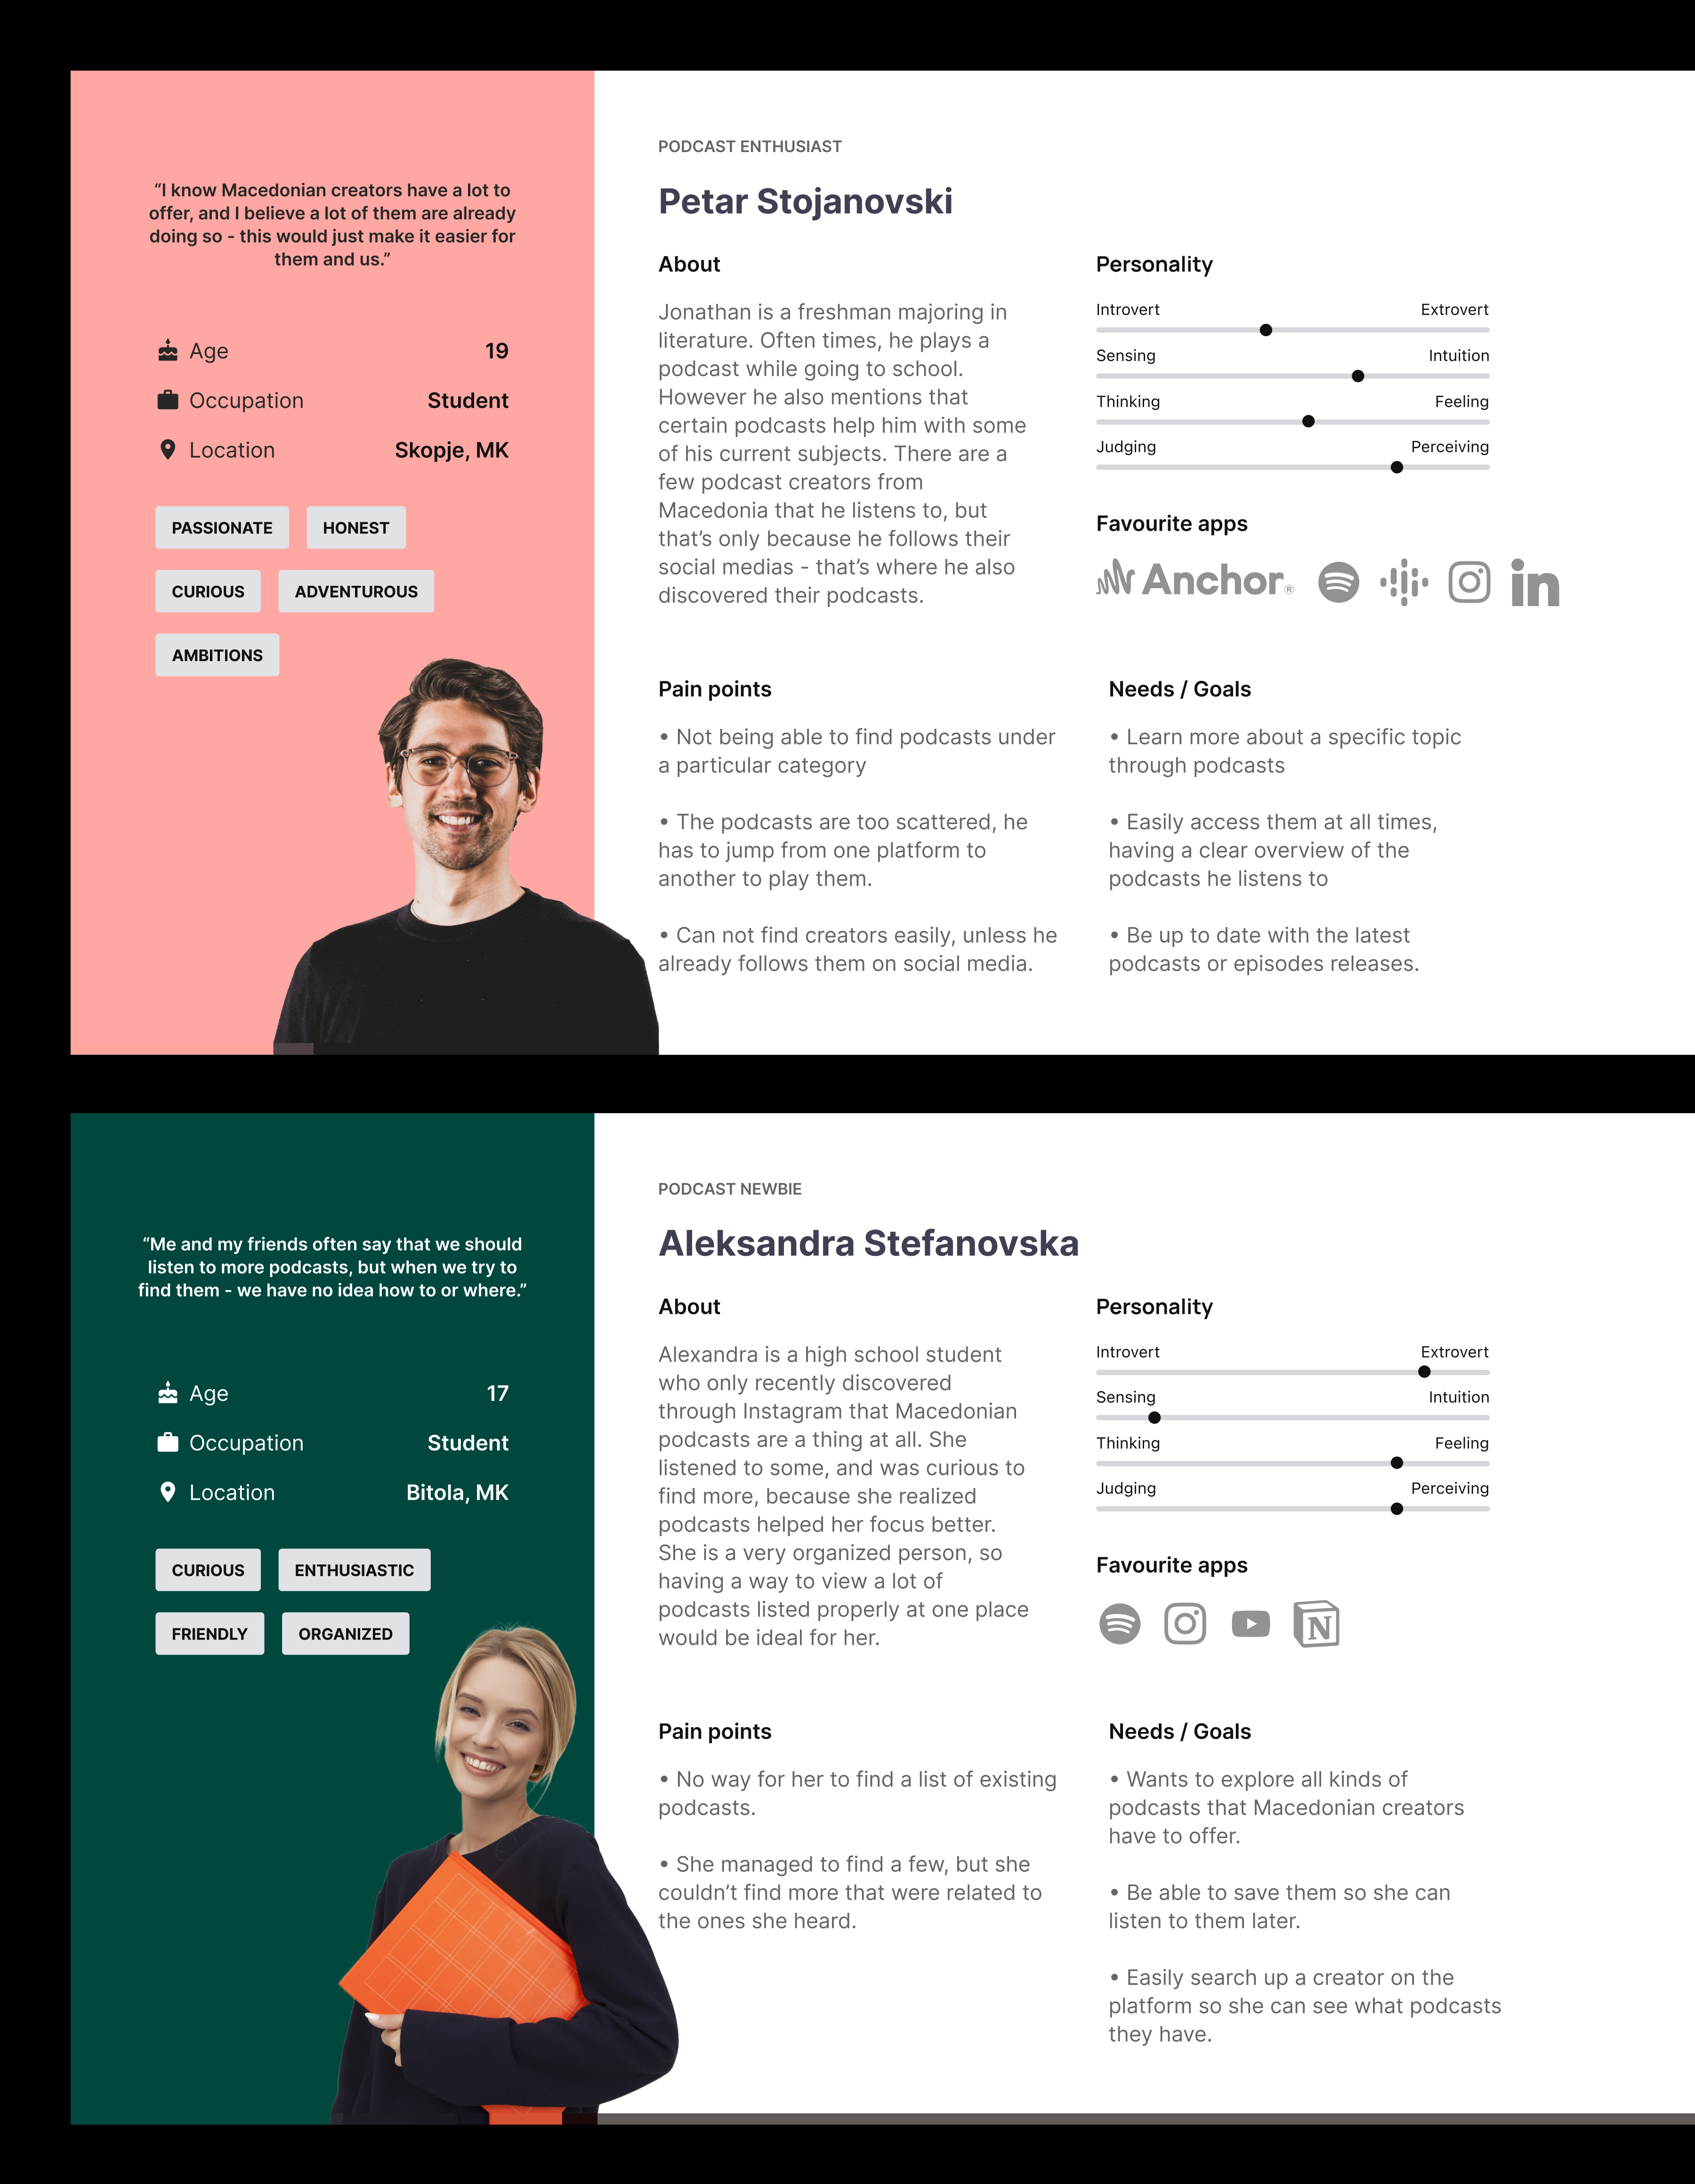 “I know Macedonian creators have a lot to
offer, and I believe a lot of them are already
doing so - this would just make it easier for
them and us.”
Age 19
Occupation Student
Location Skopje, MK
PASSIONATE HONEST
CURIOUS ADVENTUROUS
AMBITIONS
PODCAST ENTHUSIAST
Petar Stojanovski
About
Jonathan is a freshman majoring in
literature. Often times, he plays a
podcast while going to school.
However he also mentions that
certain podcasts help him with some
of his current subjects. There are a
few podcast creators from
Macedonia that he listens to, but
that’s only because he follows their
social medias - that’s where he also
discovered their podcasts.
Personality
Introvert Extrovert
Sensing Intuition
Thinking Feeling
Judging Perceiving
Favourite apps
Anchor®
in
Pain points
• Not being able to find podcasts under
a particular category
• The podcasts are too scattered, he
has to jump from one platform to
another to play them.
• Can not find creators easily, unless he
already follows them on social media.
Needs / Goals
• Learn more about a specific topic
through podcasts
• Easily access them at all times,
having a clear overview of the
podcasts he listens to
• Be up to date with the latest
podcasts or episodes releases.
“Me and my friends often say that we should
listen to more podcasts, but when we try to
find them - we have no idea how to or where.”
Age 17
Occupation Student
Location Bitola, MK
CURIOUS ENTHUSIASTIC
FRIENDLY ORGANIZED
PODCAST NEWBIE
Aleksandra Stefanovska
About
Alexandra is a high school student
who only recently discovered
through Instagram that Macedonian
podcasts are a thing at all. She
listened to some, and was curious to
find more, because she realized
podcasts helped her focus better.
She is a very organized person, so
having a way to view a lot of
podcasts listed properly at one place
would be ideal for her.
Personality
Introvert Extrovert
Sensing Intuition
Thinking Feeling
Judging Perceiving
Favourite apps
N
Pain points
• No way for her to find a list of existing
podcasts.
• She managed to find a few, but she
couldn’t find more that were related to
the ones she heard.
Needs / Goals
• Wants to explore all kinds of
podcasts that Macedonian creators
have to offer.
• Be able to save them so she can
listen to them later.
• Easily search up a creator on the
platform so she can see what podcasts
they have.